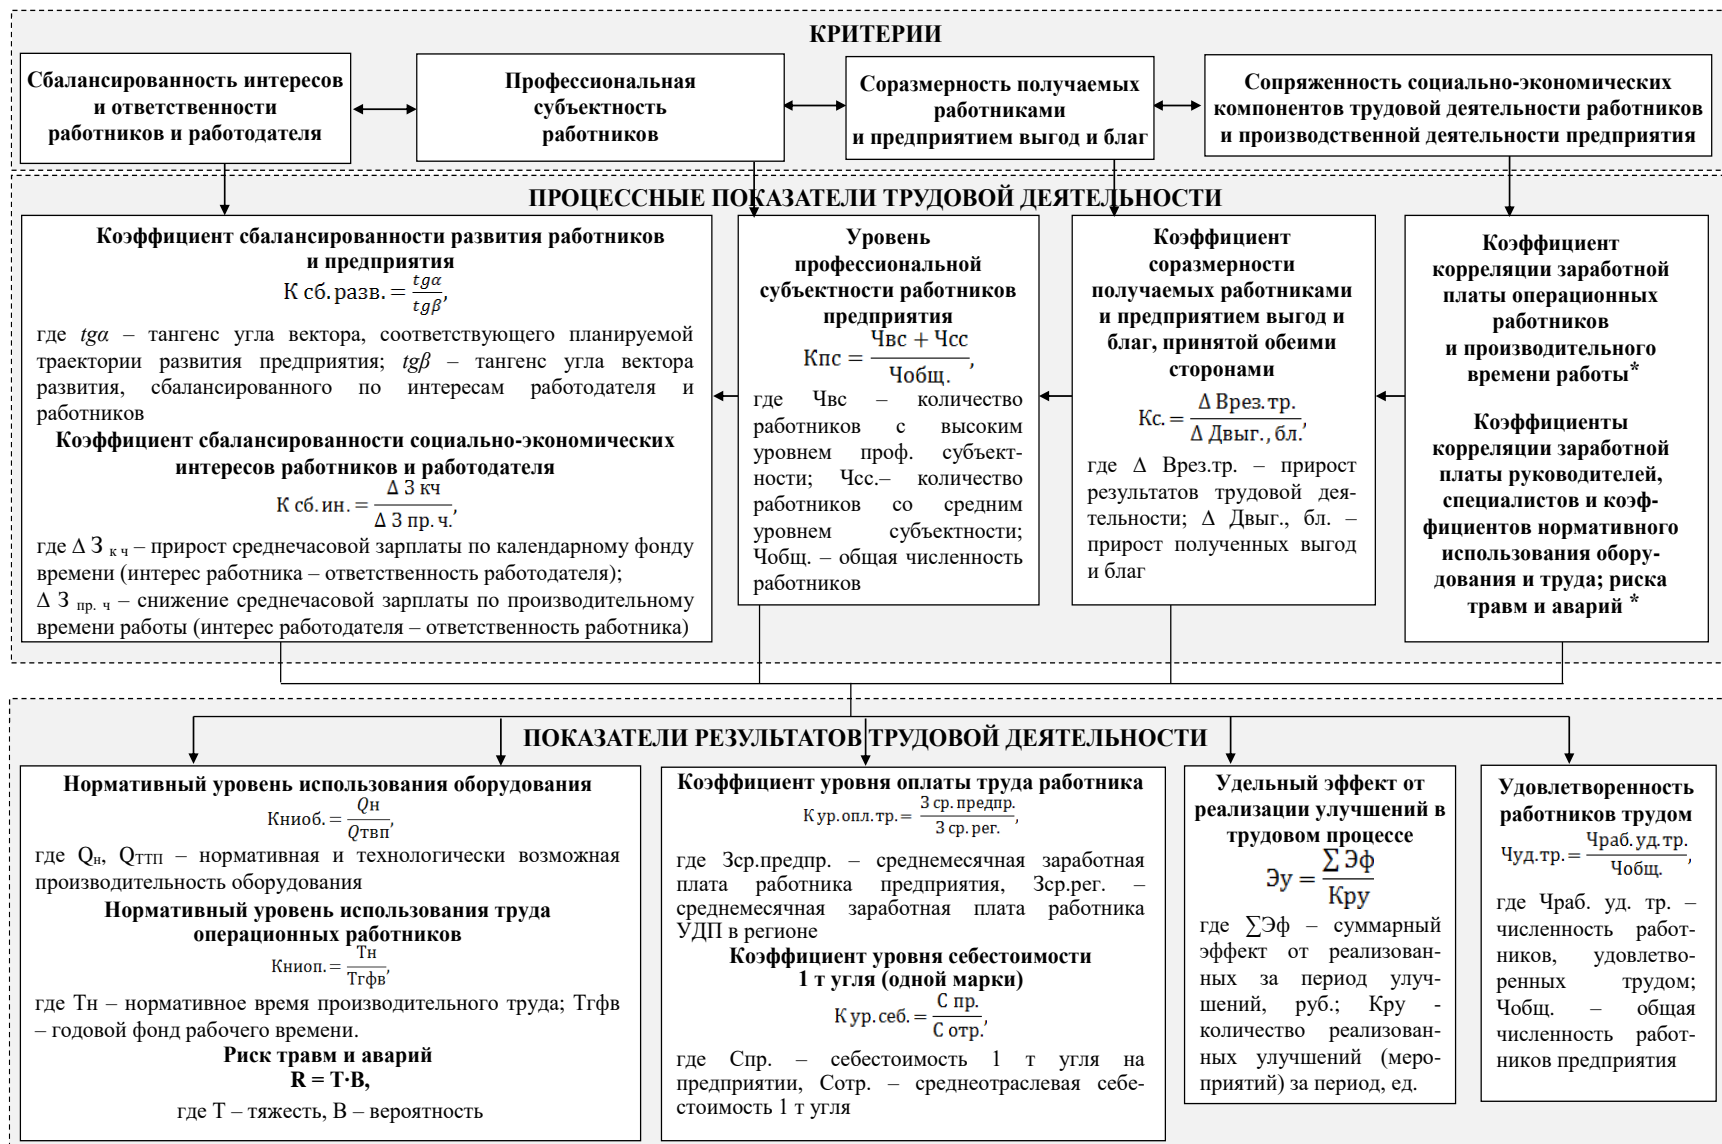 КРИТЕРИИ
Сбалансированность интересов
и ответственности
работников и работодателя
Профессиональная
субъектность
работников
Соразмерность получаемых
работниками
и предприятием выгод и благ
Сопряженность социально-экономических
компонентов трудовой деятельности работников
и производственной деятельности предприятия
ПРОЦЕССНЫЕ ПОКАЗАТЕЛИ ТРУДОВОЙ ДЕЯТЕЛЬНОСТИ
Коэффициент сбалансированности развития работников
и предприятия
К сб.разв. = tgα / tgβ,
где tgα – тангенс угла вектора, соответствующего планируемой
траектории развития предприятия; tgβ – тангенс угла вектора
развития, сбалансированного по интересам работодателя и
работников
Коэффициент сбалансированности социально-экономических
интересов работников и работодателя
К сб.ин. = Δ З кч / Δ З пр.ч.,
где Δ З к ч – прирост среднечасовой зарплаты по календарному фонду
времени (интерес работника – ответственность работодателя);
Δ З пр. ч – снижение среднечасовой зарплаты по производительному
времени работы (интерес работодателя – ответственность работника)
Уровень
профессиональной
субъектности работников
предприятия
Кпс = Чвс + Чсс / Чобщ.,
где Чвс – количество
работников с высоким
уровнем проф. субъект-
ности; Чсс.– количество
работников со средним
уровнем субъектности;
Чобщ. – общая численность
работников
Коэффициент
соразмерности
получаемых работниками
и предприятием выгод и
благ, принятой обеими
сторонами
Кс. = Δ Врез.тр. / Δ Двыг.,бл.,
где Δ Врез.тр. – прирост
результатов трудовой дея-
тельности; Δ Двыг., бл. –
прирост полученных выгод
и благ
Коэффициент
корреляции заработной
платы операционных
работников
и производительного
времени работы*
Коэффициенты
корреляции заработной
платы руководителей,
специалистов и коэф-
фициентов нормативного
использования обору-
дования и труда; риска
травм и аварий *
ПОКАЗАТЕЛИ РЕЗУЛЬТАТОВ ТРУДОВОЙ ДЕЯТЕЛЬНОСТИ
Нормативный уровень использования оборудования
Книоб. = Qн / Qтвп,
где Qн, QТТП – нормативная и технологически возможная
производительность оборудования
Нормативный уровень использования труда
операционных работников
Книоп. = Тн / Тгфв,
где Тн – нормативное время производительного труда; Тгфв
– годовой фонд рабочего времени.
Риск травм и аварий
R = T·B,
где Т – тяжесть, В – вероятность
Коэффициент уровня оплаты труда работника
К ур.опл.тр. = З ср.предпр. / З ср.рег.,
где Зср.предпр. – среднемесячная заработная
плата работника предприятия, Зср.рег. –
среднемесячная заработная плата работника
УДП в регионе
Коэффициент уровня себестоимости
1 т угля (одной марки)
К ур.себ. = С пр. / С отр.,
где Спр. – себестоимость 1 т угля на
предприятии, Сотр. – среднеотраслевая себе-
стоимость 1 т угля
Удельный эффект от
реализации улучшений в
трудовом процессе
Эу = ∑ Эф / Кру
где ∑Эф – суммарный
эффект от реализован-
ных за период улуч-
шений, руб.; Кру -
количество реализован-
ных улучшений (меро-
приятий) за период, ед.
Удовлетворенность
работников трудом
Чуд.тр. = Чраб.уд.тр. / Чобщ.,
где Чраб. уд. тр. –
численность работ-
ников, удовлетво-
ренных трудом;
Чобщ. – общая
численность работ-
ников предприятия